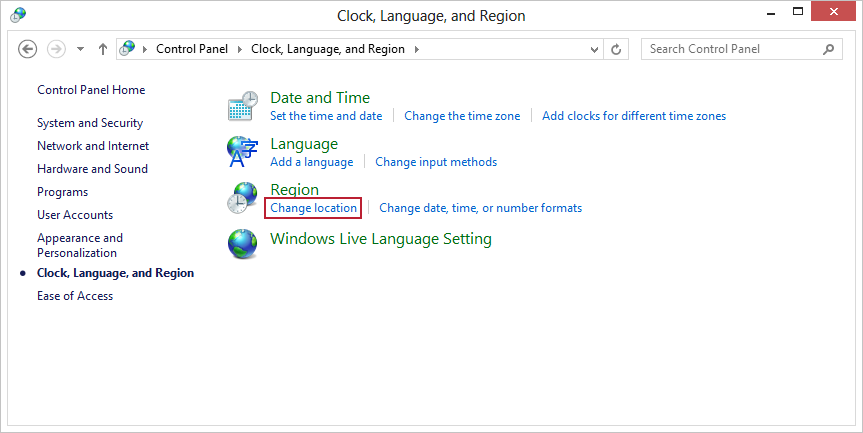 Clock, Language, and Region
Control Panel
Clock, Language, and Region
Search Control Panel
Control Panel Home
System and Security
Network and Internet
Hardware and Sound
Programs
User Accounts
Appearance and
Personalization
Clock, Language, and Region
Ease of Access
Date and Time
Set the time and date
Change the time zone
Add clocks for different time zones
Language
Add a language
Change input methods
Region
Change location
Change date, time, or number formats
Windows Live Language Setting